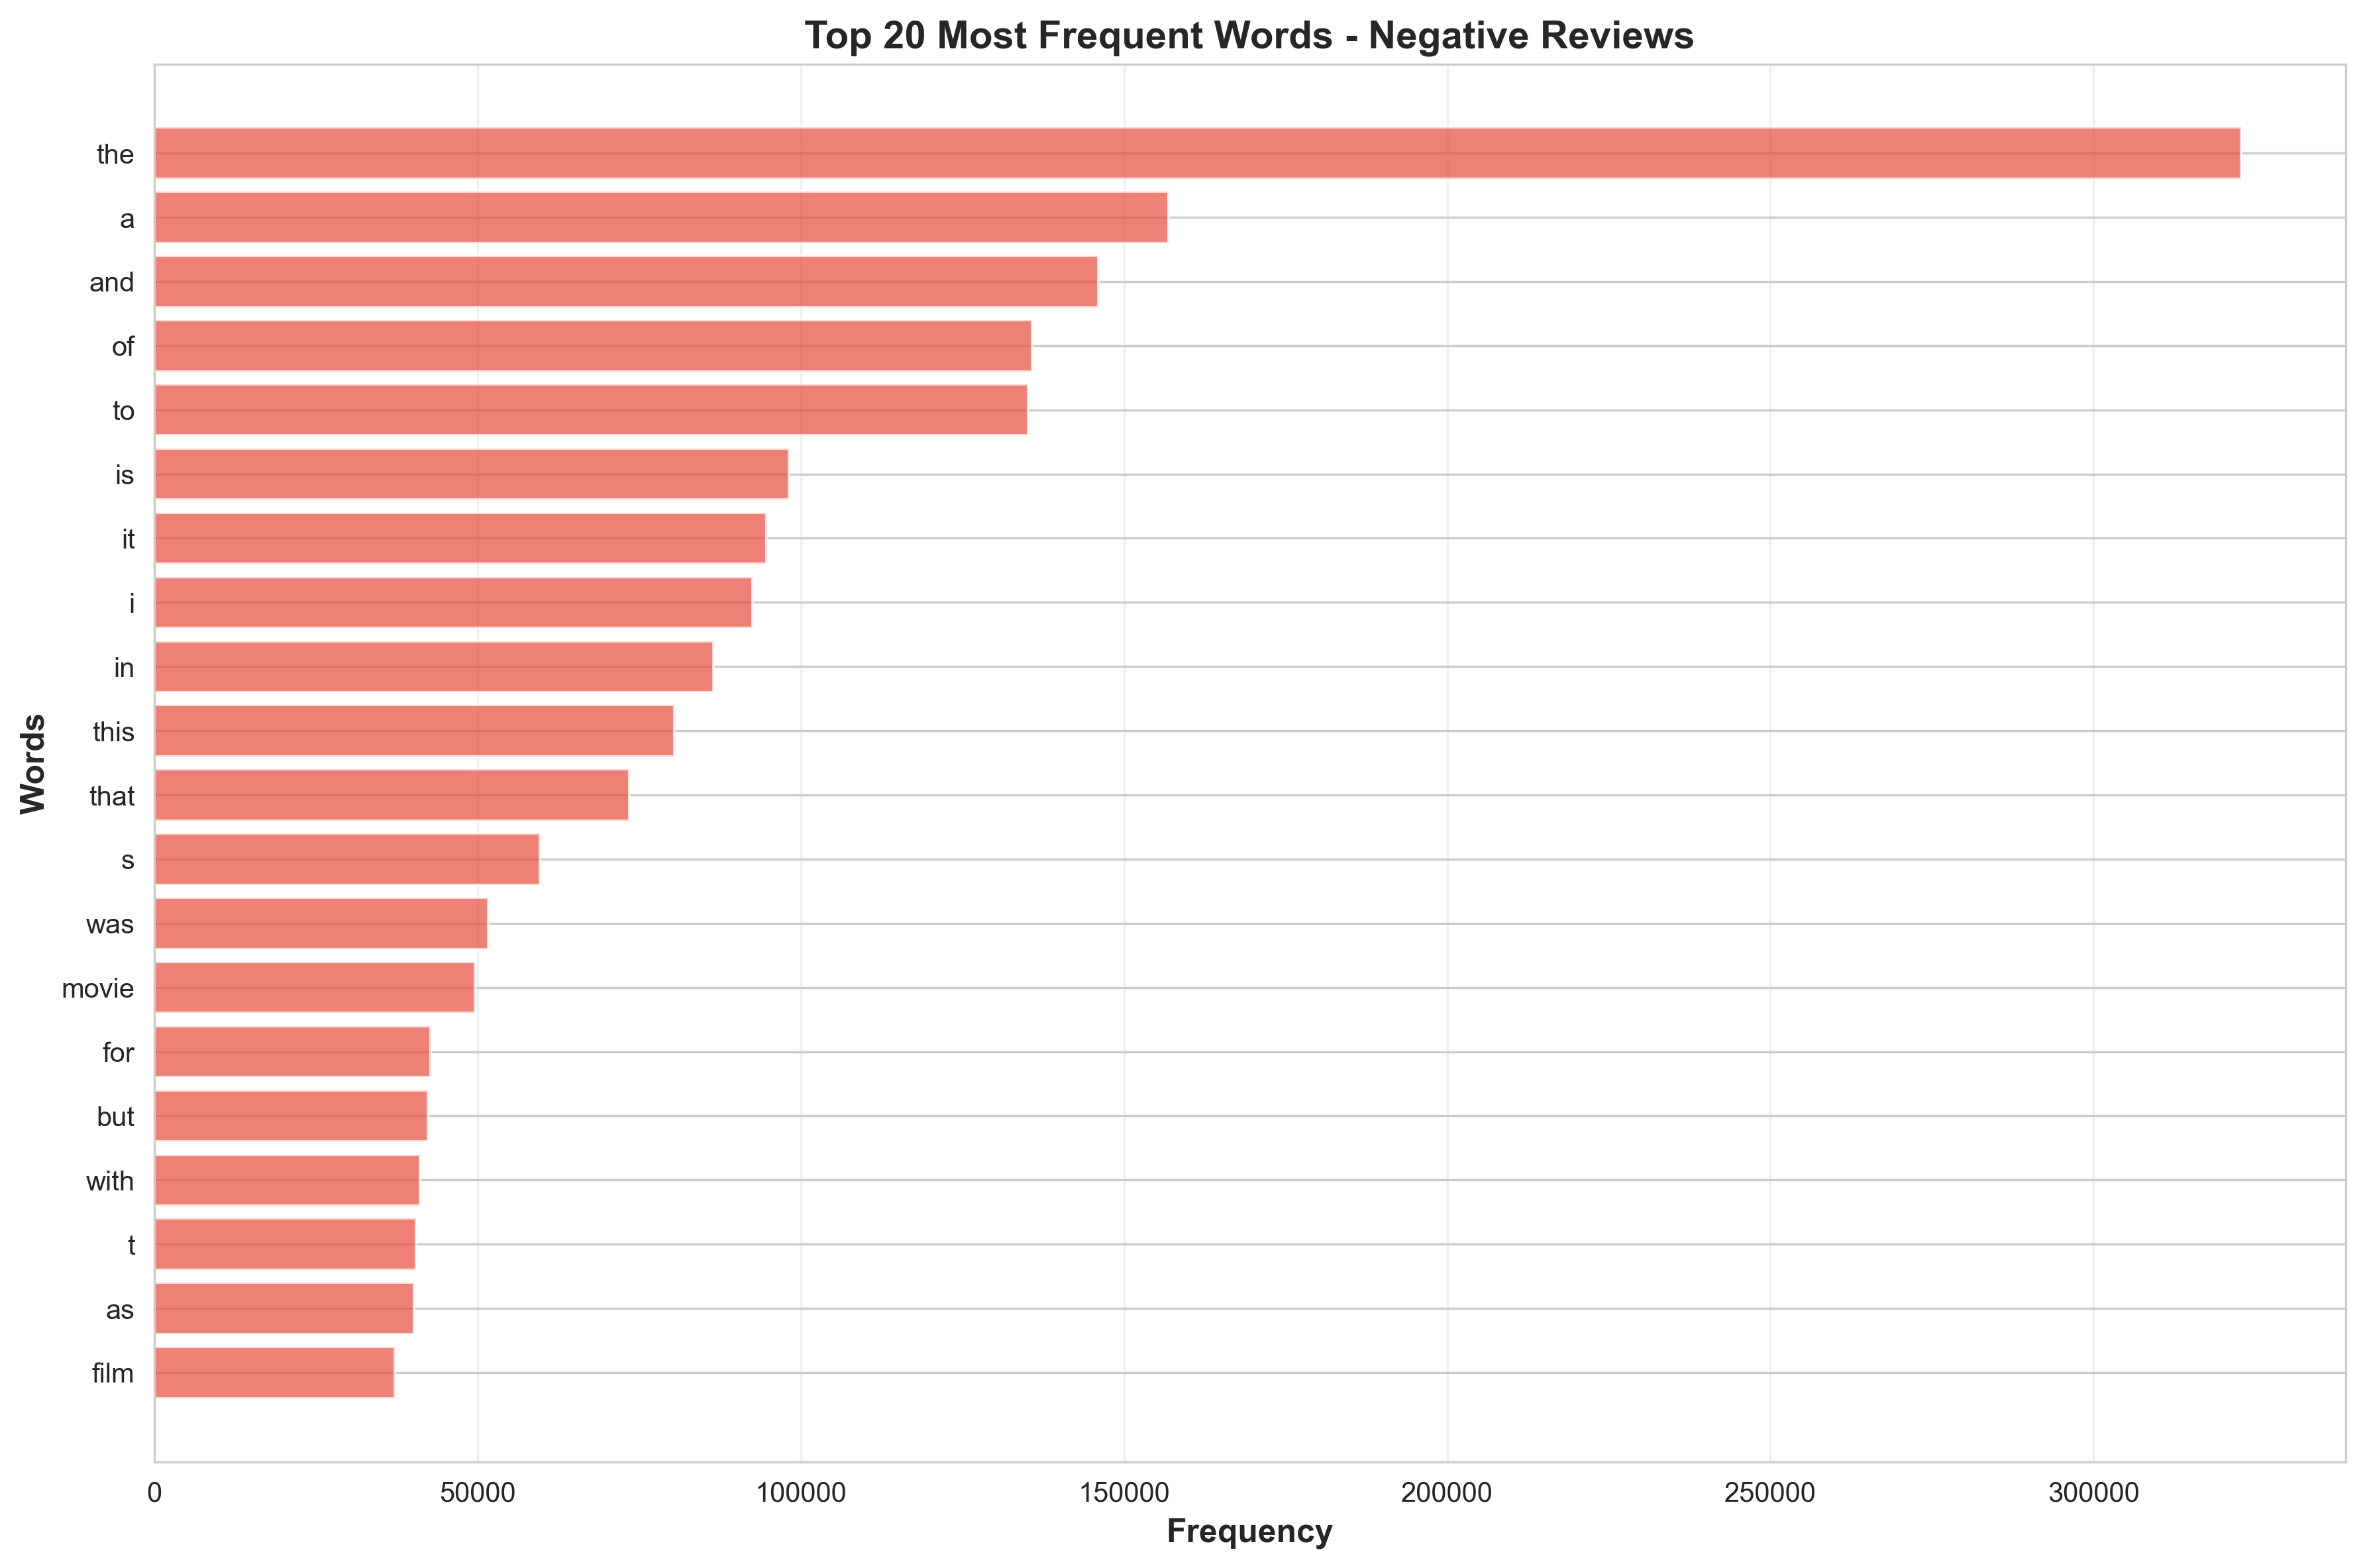 Top 20 Most Frequent Words - Negative Reviews
the
a
and
of
to
is
it
i
in
this
that
s
was
movie
for
but
with
t
as
film
Words
0 50000 100000 150000 200000 250000 300000
Frequency